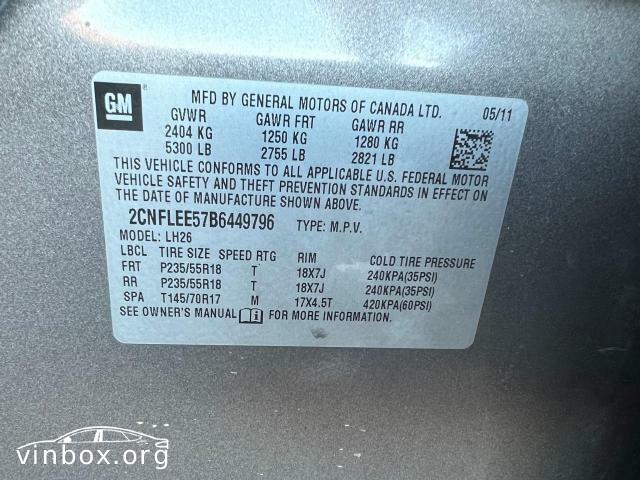 GM
MFD BY GENERAL MOTORS OF CANADA LTD. 05/11
GVWR GAWR FRT GAWR RR
2404 KG 1250 KG 1280 KG
5300 LB 2755 LB 2821 LB
THIS VEHICLE CONFORMS TO ALL APPLICABLE U.S. FEDERAL MOTOR
VEHICLE SAFETY AND THEFT PREVENTION STANDARDS IN EFFECT ON
THE DATE OF MANUFACTURE SHOWN ABOVE.
2CNFLEE57B6449796 TYPE: M.P.V.
MODEL: LH26
LBCL TIRE SIZE SPEED RTG RIM COLD TIRE PRESSURE
FRT P235/55R18 T 18X7J 240KPA(35PSI)
RR P235/55R18 T 18X7J 240KPA(35PSI)
SPA T145/70R17 M 17X4.5T 420KPA(60PSI)
SEE OWNER'S MANUAL FOR MORE INFORMATION.
vinbox.org